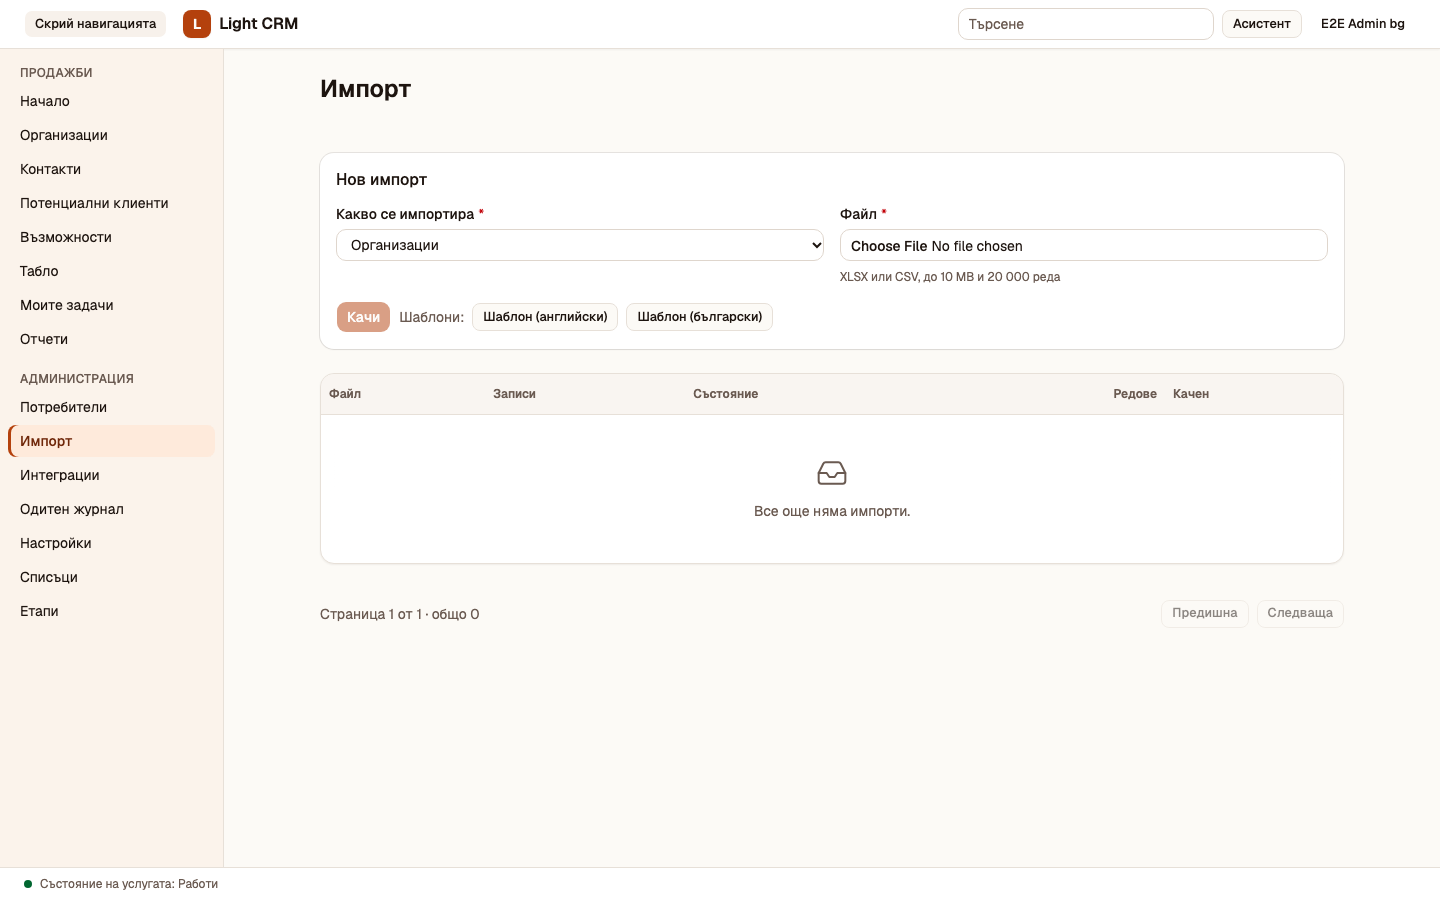 Скрий навигацията
L
Light CRM
Търсене
Асистент
E2E Admin bg
ПРОДАЖБИ
Начало
Организации
Контакти
Потенциални клиенти
Възможности
Табло
Моите задачи
Отчети
АДМИНИСТРАЦИЯ
Потребители
Импорт
Интеграции
Одитен журнал
Настройки
Списъци
Етапи
Импорт
Нов импорт
Какво се импортира *
Файл *
Организации
Choose File No file chosen
XLSX или CSV, до 10 MB и 20 000 реда
Качи Шаблони: Шаблон (английски) Шаблон (български)
Файл Записи Състояние Редове Качен
Все още няма импорти.
Страница 1 от 1 · общо 0
Предишна Следваща
Състояние на услугата: Работи